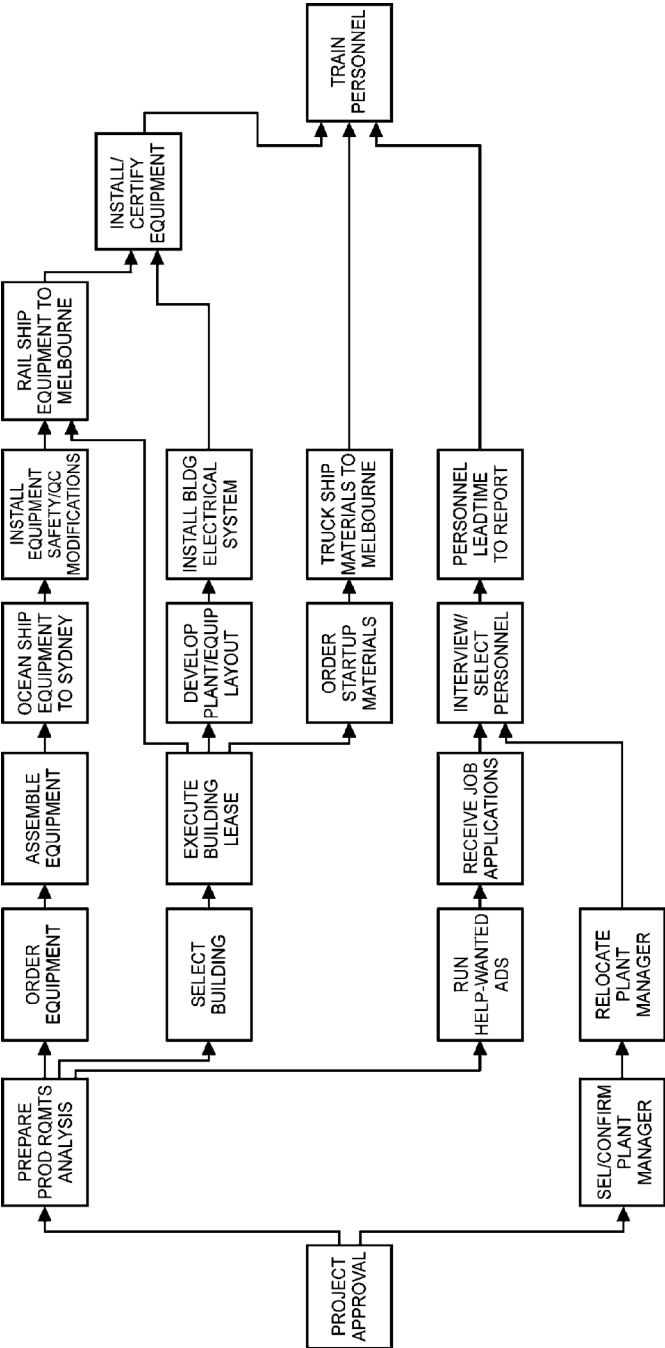 PROJECT
APPROVAL
PREPARE
PROD RQMTS
ANALYSIS
SEL/CONFIRM
PLANT
MANAGER
ORDER
EQUIPMENT
SELECT
BUILDING
RUN
HELP-WANTED
ADS
RELOCATE
PLANT
MANAGER
ASSEMBLE
EQUIPMENT
EXECUTE
BUILDING
LEASE
RECEIVE JOB
APPLICATIONS
OCEAN SHIP
EQUIPMENT
TO SYDNEY
DEVELOP
PLANT/EQUIP
LAYOUT
ORDER
STARTUP
MATERIALS
INTERVIEW/
SELECT
PERSONNEL
INSTALL
EQUIPMENT
SAFETY/QC
MODIFICATIONS
INSTALL BLDG
ELECTRICAL
SYSTEM
TRUCK SHIP
MATERIALS TO
MELBOURNE
PERSONNEL
LEADTIME
TO REPORT
RAIL SHIP
EQUIPMENT TO
MELBOURNE
INSTALL/
CERTIFY
EQUIPMENT
TRAIN
PERSONNEL